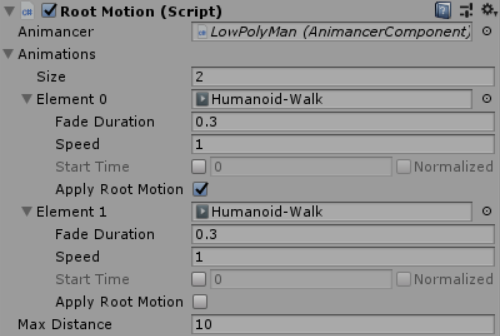 Root Motion (Script)
Animancer LowPolyMan (AnimancerComponent)
Animations
Size 2
Element 0 Humanoid-Walk
Fade Duration 0.3
Speed 1
Start Time 0 Normalized
Apply Root Motion
Element 1 Humanoid-Walk
Fade Duration 0.3
Speed 1
Start Time 0 Normalized
Apply Root Motion
Max Distance 10